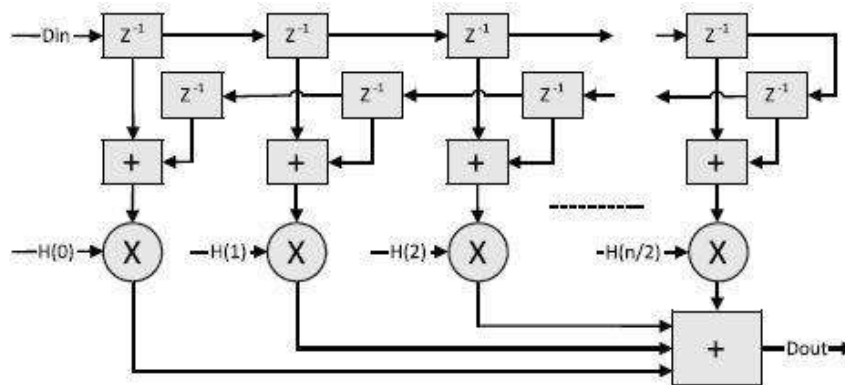 Din Z⁻¹ Z⁻¹ Z⁻¹ Z⁻¹
Z⁻¹ Z⁻¹ Z⁻¹ Z⁻¹
+ + + +
H(0) X H(1) X H(2) X H(n/2) X
+ Dout